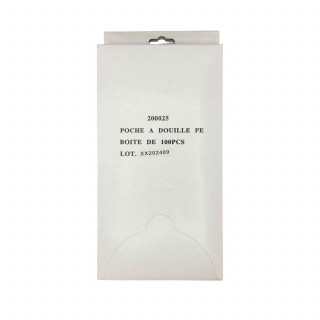 200025
POCHE A DOUILLE PE
BOITE DE 100PCS
LOT. XX202409